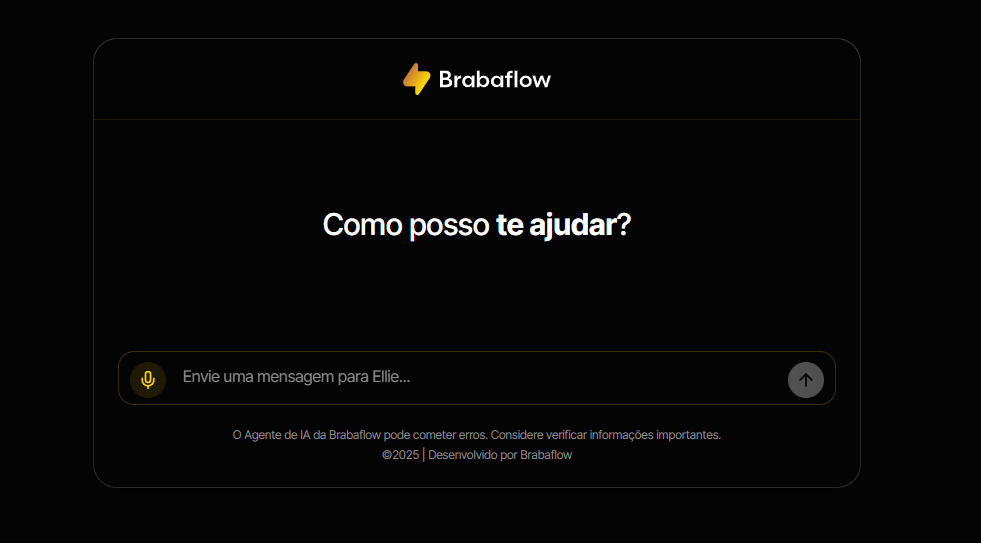 Brabaflow
Como posso te ajudar?
Envie uma mensagem para Ellie...
O Agente de IA da Brabaflow pode cometer erros. Considere verificar informações importantes.
©2025 | Desenvolvido por Brabaflow